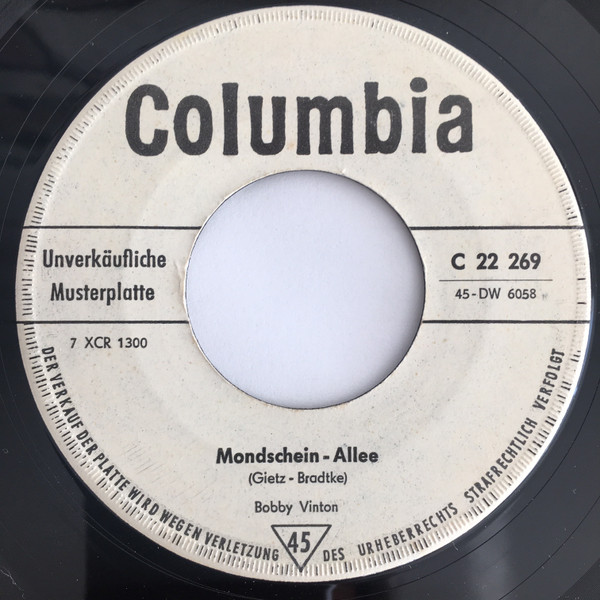 Columbia
Unverkäufliche
Musterplatte
C 22 269
45-DW 6058
7 XCR 1300
Mondschein-Allee
(Gietz-Bradtke)
Bobby Vinton
DER VERKAUF DER PLATTE WIRD WEGEN VERLETZUNG DES URHEBERRECHTS STRAFRECHTLICH VERFOLGT
45